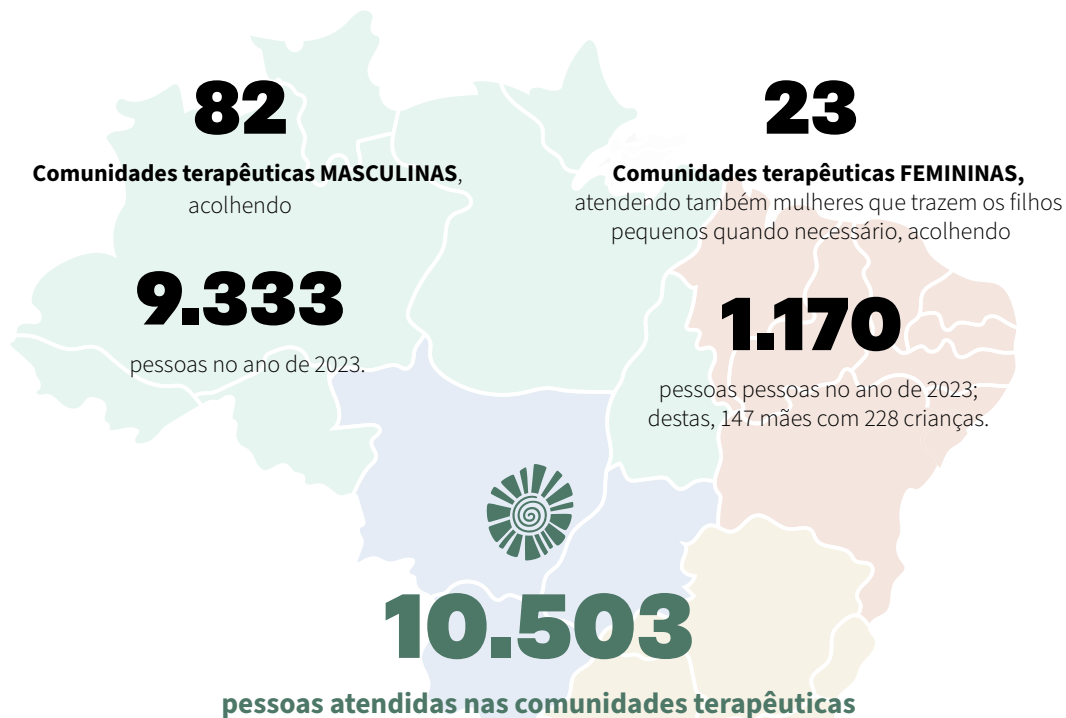 82
Comunidades terapêuticas MASCULINAS,
acolhendo
9.333
pessoas no ano de 2023.
23
Comunidades terapêuticas FEMININAS,
atendendo também mulheres que trazem os filhos
pequenos quando necessário, acolhendo
1.170
pessoas pessoas no ano de 2023;
destas, 147 mães com 228 crianças.
10.503
pessoas atendidas nas comunidades terapêuticas